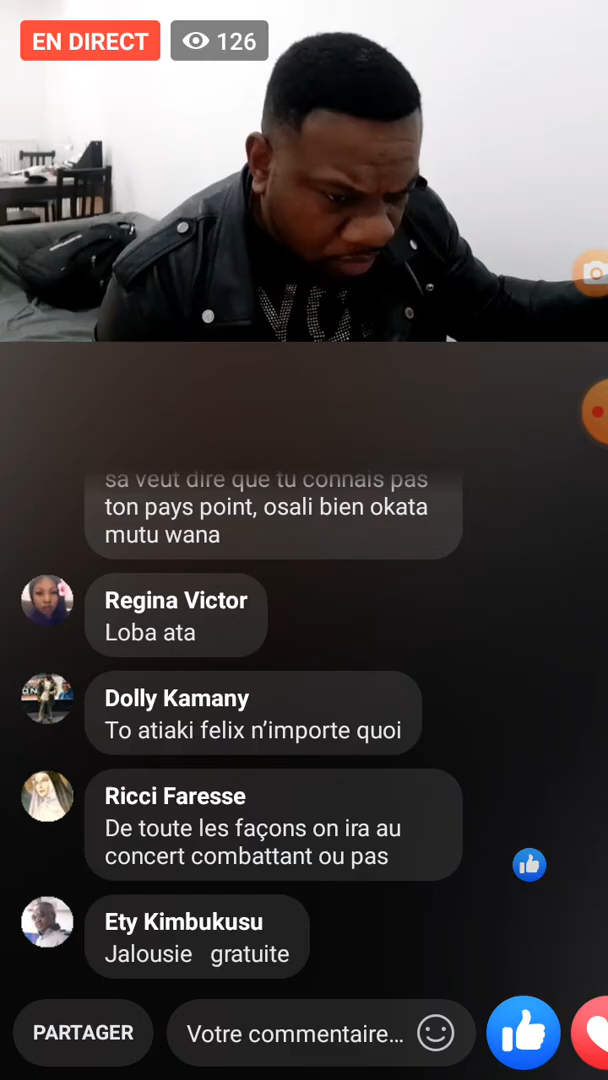 EN DIRECT
126
sa veut dire que tu connais pas
ton pays point, osali bien okata
mutu wana
Regina Victor
Loba ata
Dolly Kamany
To atiaki felix n'importe quoi
Ricci Faresse
De toute les façons on ira au
concert combattant ou pas
Ety Kimbukusu
Jalousie gratuite
PARTAGER
Votre commentaire...